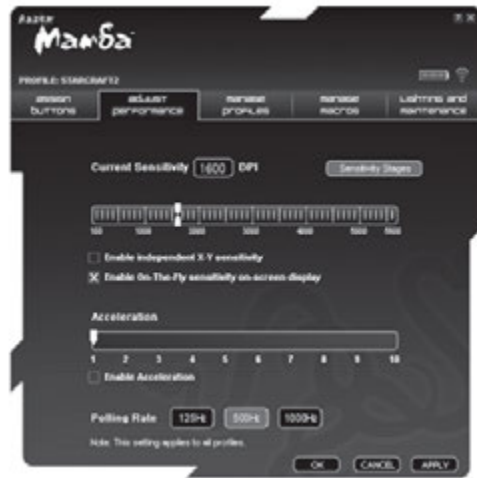 RAZER
Mamba
PROFILE: STARCRAFT2
assign buttons
adjust performance
manage profiles
manage macros
Lighting and maintenance
Current Sensitivity 1600 DPI
Sensitivity Stages
100 1000 2000 3000 4000 5000 5600
Enable independent X-Y sensitivity
Enable On-The-Fly sensitivity on-screen display
Acceleration
1 2 3 4 5 6 7 8 9 10
Enable Acceleration
Polling Rate 125Hz 500Hz 1000Hz
Note: This setting applies to all profiles.
OK CANCEL APPLY